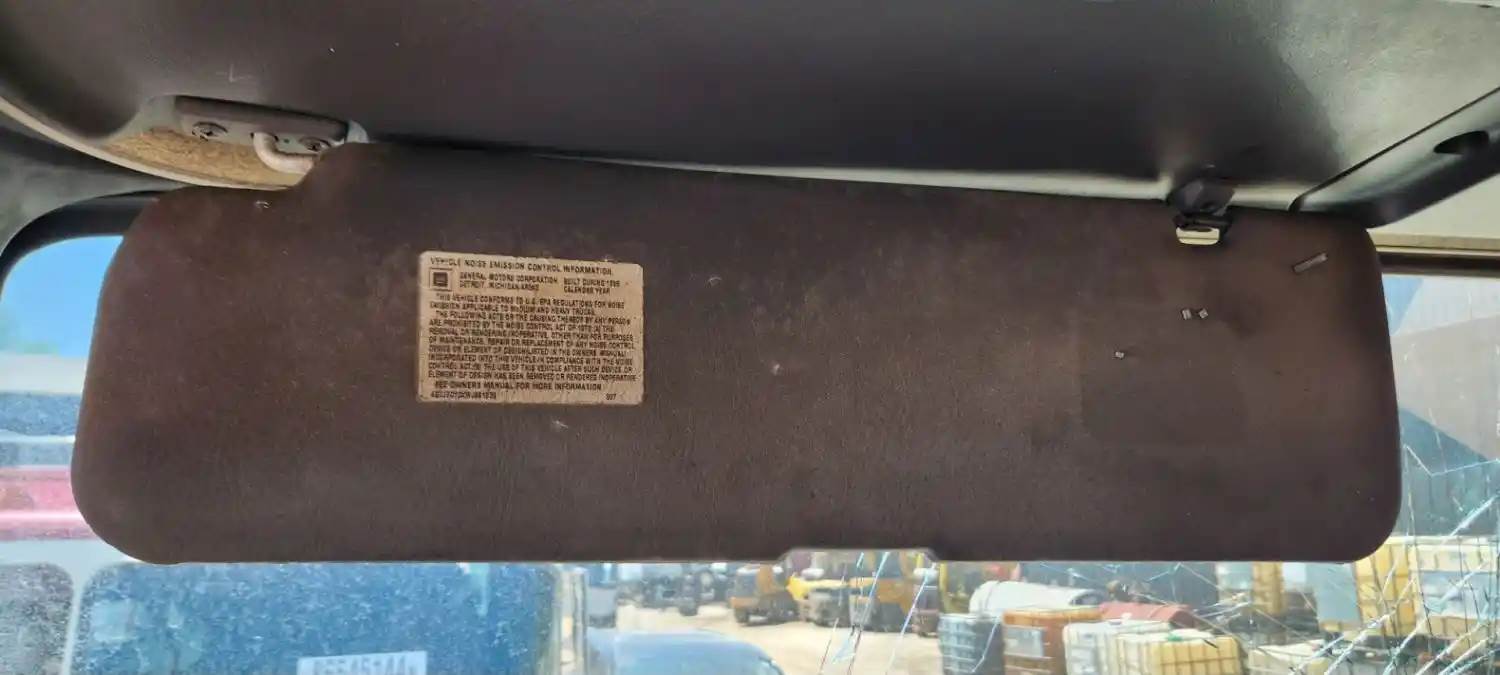 VEHICLE NOISE EMISSION CONTROL INFORMATION
GENERAL MOTORS CORPORATION BUILT DURING
DETROIT, MICHIGAN CALENDAR YEAR
THIS VEHICLE CONFORMS TO U.S. EPA REGULATIONS FOR NOISE
EMISSION APPLICABLE TO MEDIUM AND HEAVY TRUCKS.
THE FOLLOWING ACTS OR THE CAUSING THEREOF BY ANY PERSON
ARE PROHIBITED BY THE NOISE CONTROL ACT OF 1972: (A) THE
REMOVAL OR RENDERING INOPERATIVE, OTHER THAN FOR PURPOSES
OF MAINTENANCE, REPAIR OR REPLACEMENT OF ANY NOISE CONTROL
DEVICE OR ELEMENT OF DESIGN (LISTED IN THE OWNERS MANUAL)
INCORPORATED INTO THIS VEHICLE IN COMPLIANCE WITH THE NOISE
CONTROL ACT; (B) THE USE OF THIS VEHICLE AFTER SUCH DEVICE OR
ELEMENT OF DESIGN HAS BEEN REMOVED OR RENDERED INOPERATIVE
SEE OWNERS MANUAL FOR MORE INFORMATION